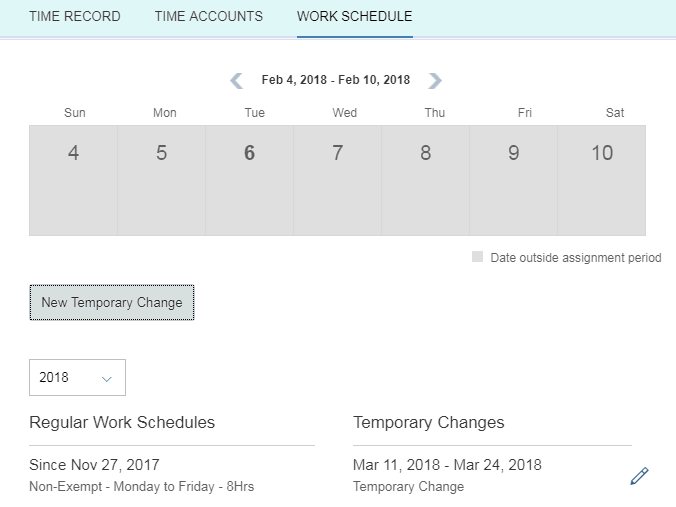 TIME RECORD TIME ACCOUNTS WORK SCHEDULE
Feb 4, 2018 - Feb 10, 2018
Sun Mon Tue Wed Thu Fri Sat
4 5 6 7 8 9 10
Date outside assignment period
New Temporary Change
2018
Regular Work Schedules
Since Nov 27, 2017
Non-Exempt - Monday to Friday - 8Hrs
Temporary Changes
Mar 11, 2018 - Mar 24, 2018
Temporary Change